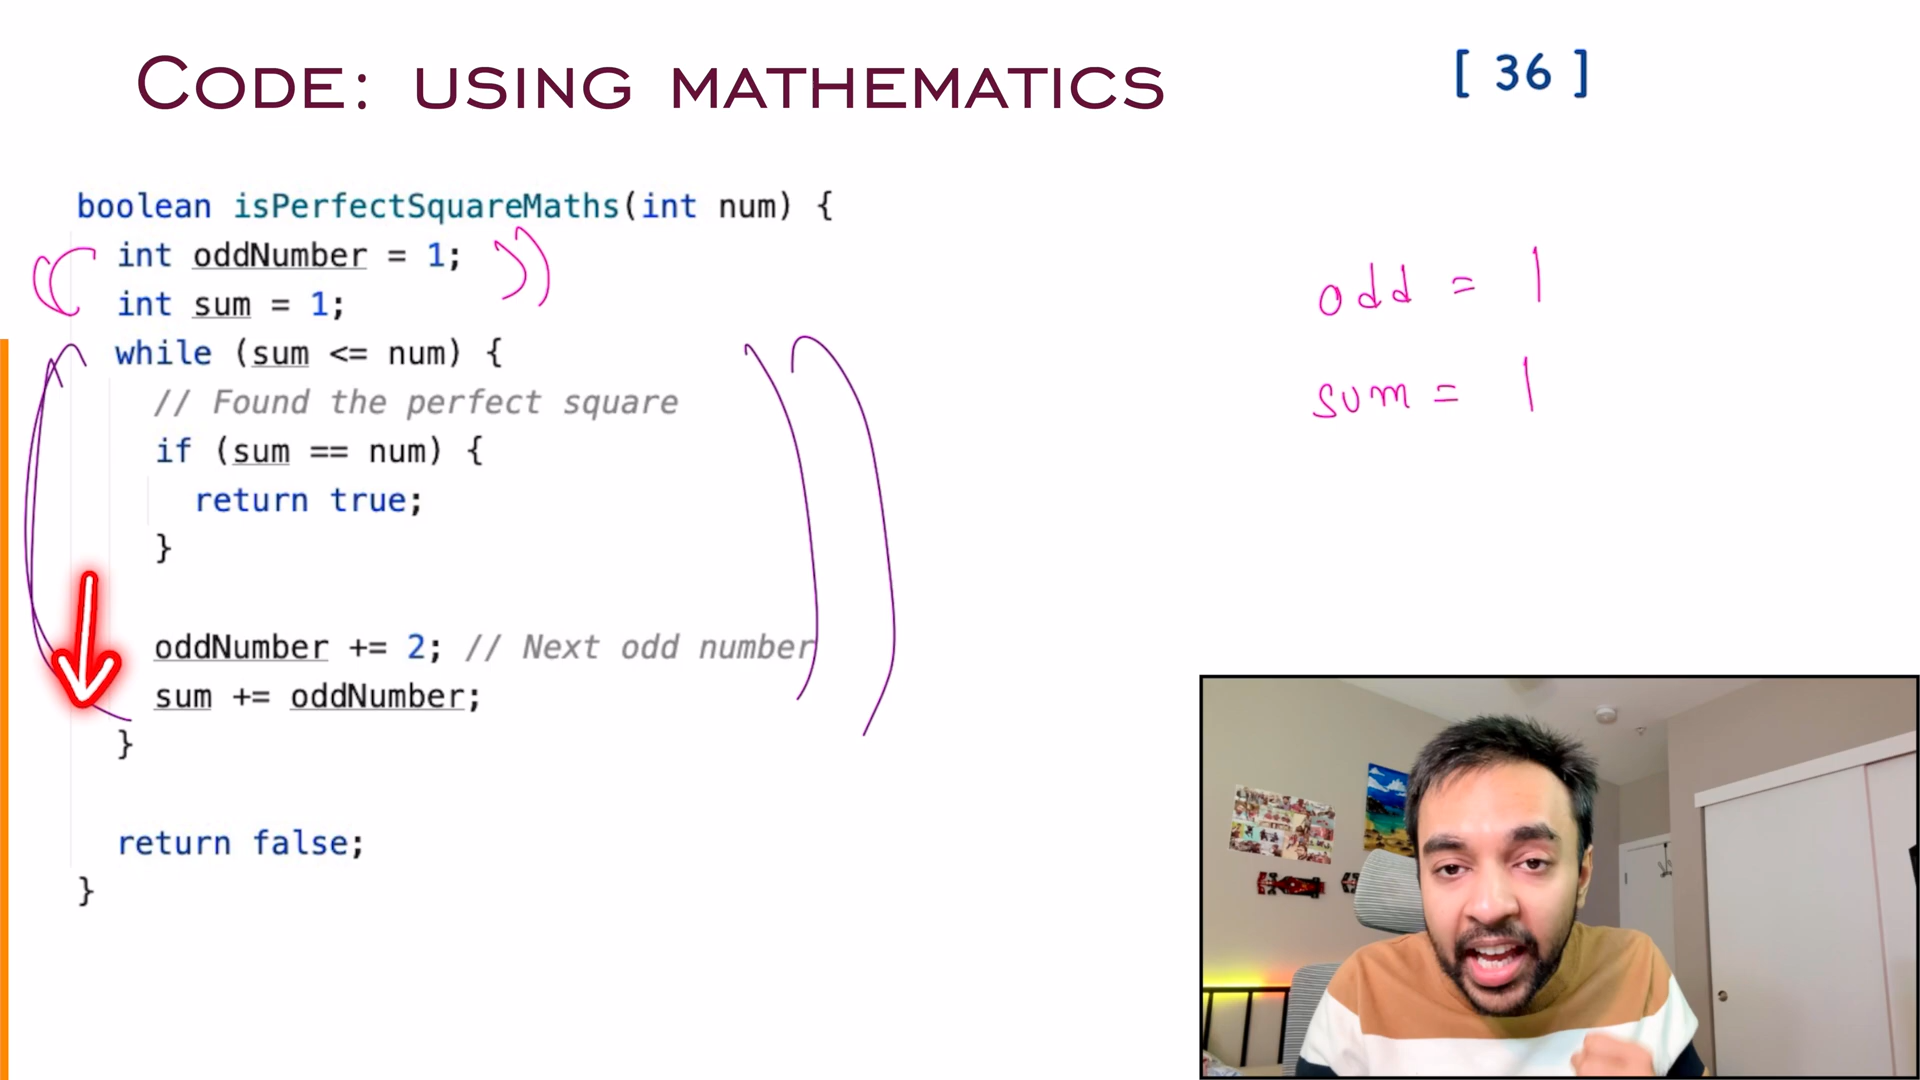 CODE: USING MATHEMATICS
[ 36 ]
boolean isPerfectSquareMaths(int num) {
int oddNumber = 1;
int sum = 1;
while (sum <= num) {
// Found the perfect square
if (sum == num) {
return true;
}
oddNumber += 2; // Next odd number
sum += oddNumber;
}
return false;
}
odd = 1
sum = 1